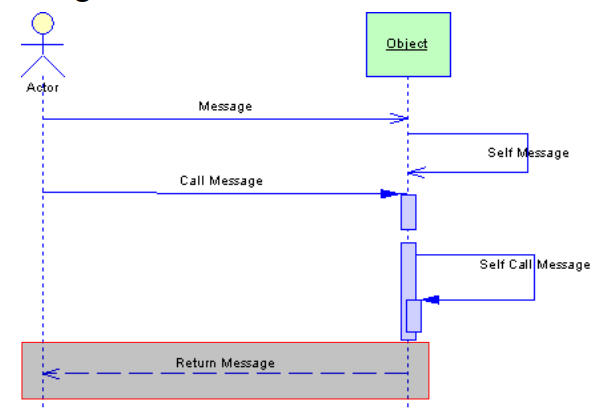 Object
Actor
Message
Self Message
Call Message
Self Call Message
Return Message